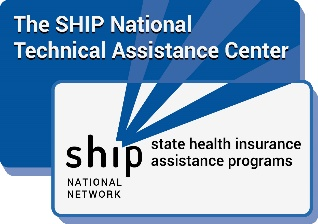 The SHIP National
Technical Assistance Center
ship
NATIONAL
NETWORK
state health insurance
assistance programs